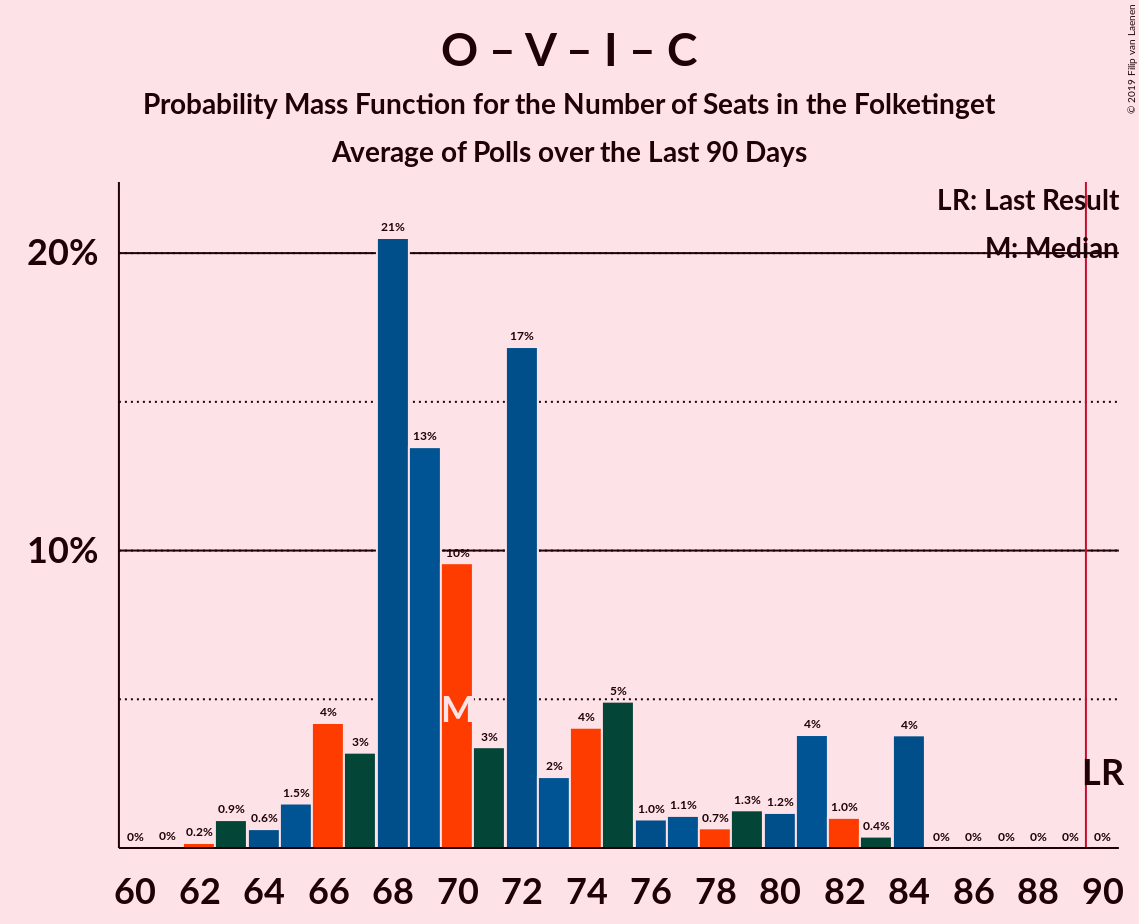 O – V – I – C
Probability Mass Function for the Number of Seats in the Folketinget
Average of Polls over the Last 90 Days
© 2019 Filip van Laenen
LR: Last Result
M: Median
20%
10%
0% 0% 0.2% 0.9% 0.6% 1.5% 4% 3% 21% 13% 10% 3% 17% 2% 4% 5% 1.0% 1.1% 0.7% 1.3% 1.2% 4% 1.0% 0.4% 4% 0% 0% 0% 0% 0% 0%
M
LR
60 62 64 66 68 70 72 74 76 78 80 82 84 86 88 90